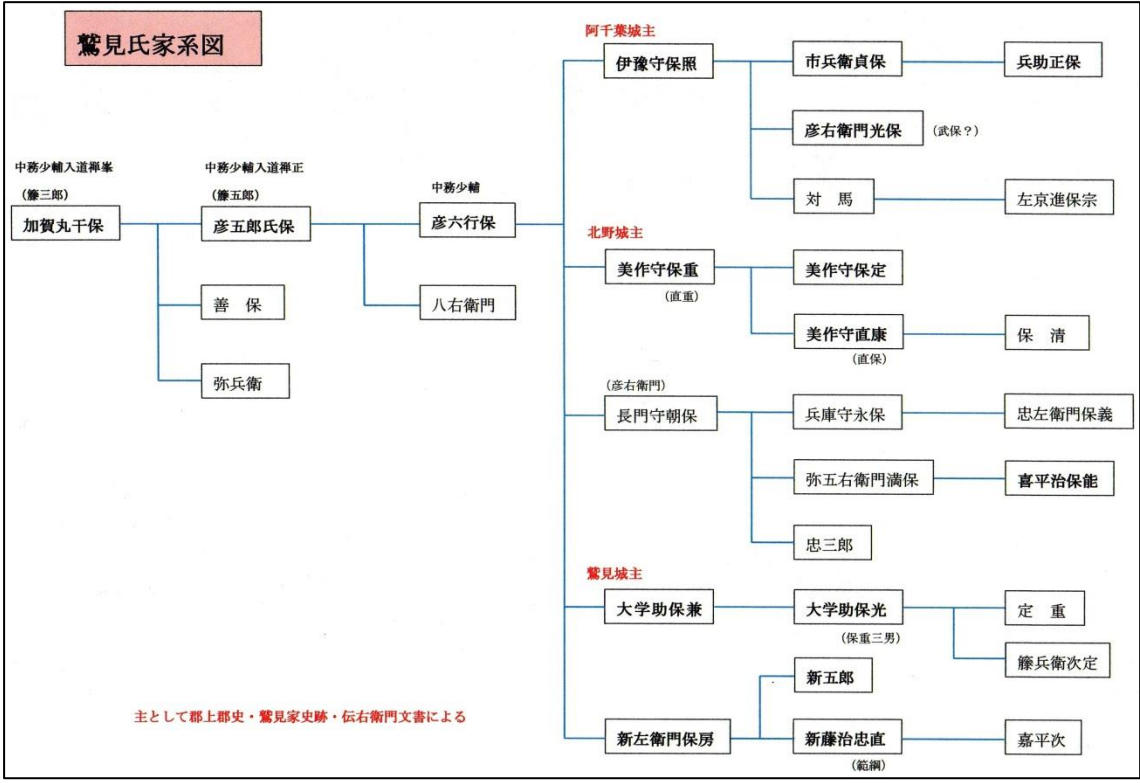 鷲見氏家系図
中務少輔入道禅峯
(籐三郎)
加賀丸干保
善　保
弥兵衛
中務少輔入道禅正
(籐五郎)
彦五郎氏保
八右衛門
中務少輔
彦六行保
阿千葉城主
伊豫守保照
市兵衛貞保
兵助正保
彦右衛門光保
(武保？)
対　馬
左京進保宗
北野城主
美作守保重
(直重)
美作守保定
美作守直康
(直保)
保　清
(彦右衛門)
長門守朝保
兵庫守永保
忠左衛門保義
弥五右衛門満保
喜平治保能
忠三郎
鷲見城主
大学助保兼
大学助保光
(保重三男)
定　重
籐兵衛次定
新左衛門保房
新五郎
新藤治忠直
(範綱)
嘉平次
主として郡上郡史・鷲見家史跡・伝右衛門文書による